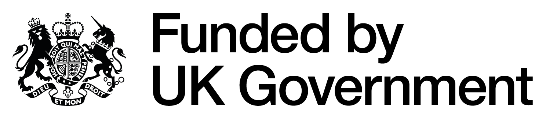 Funded by
UK Government
DIEU ET MON DROIT